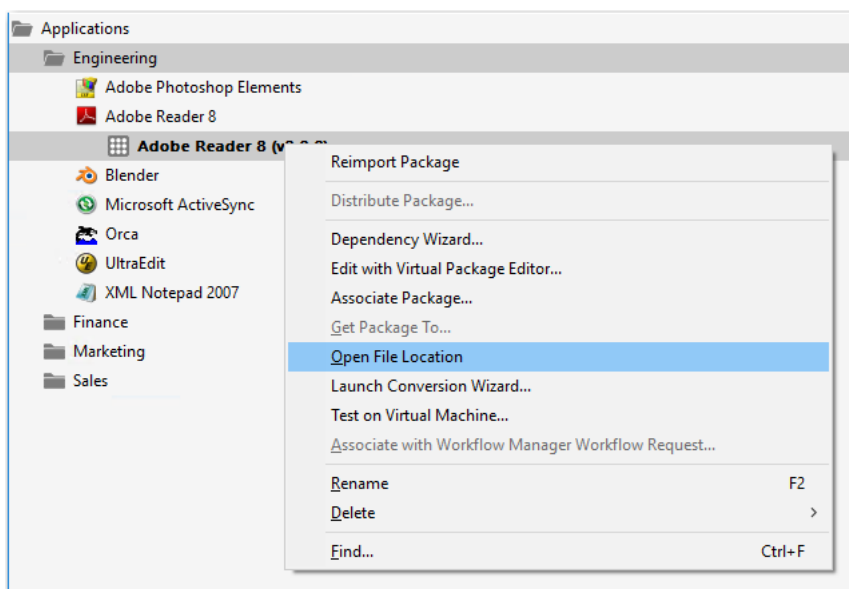 Applications
Engineering
Adobe Photoshop Elements
Adobe Reader 8
Adobe Reader 8
Reimport Package
Distribute Package...
Dependency Wizard...
Edit with Virtual Package Editor...
Associate Package...
Get Package To...
Open File Location
Launch Conversion Wizard...
Test on Virtual Machine...
Associate with Workflow Manager Workflow Request...
Rename F2
Delete
Find... Ctrl+F
Blender
Microsoft ActiveSync
Orca
UltraEdit
XML Notepad 2007
Finance
Marketing
Sales